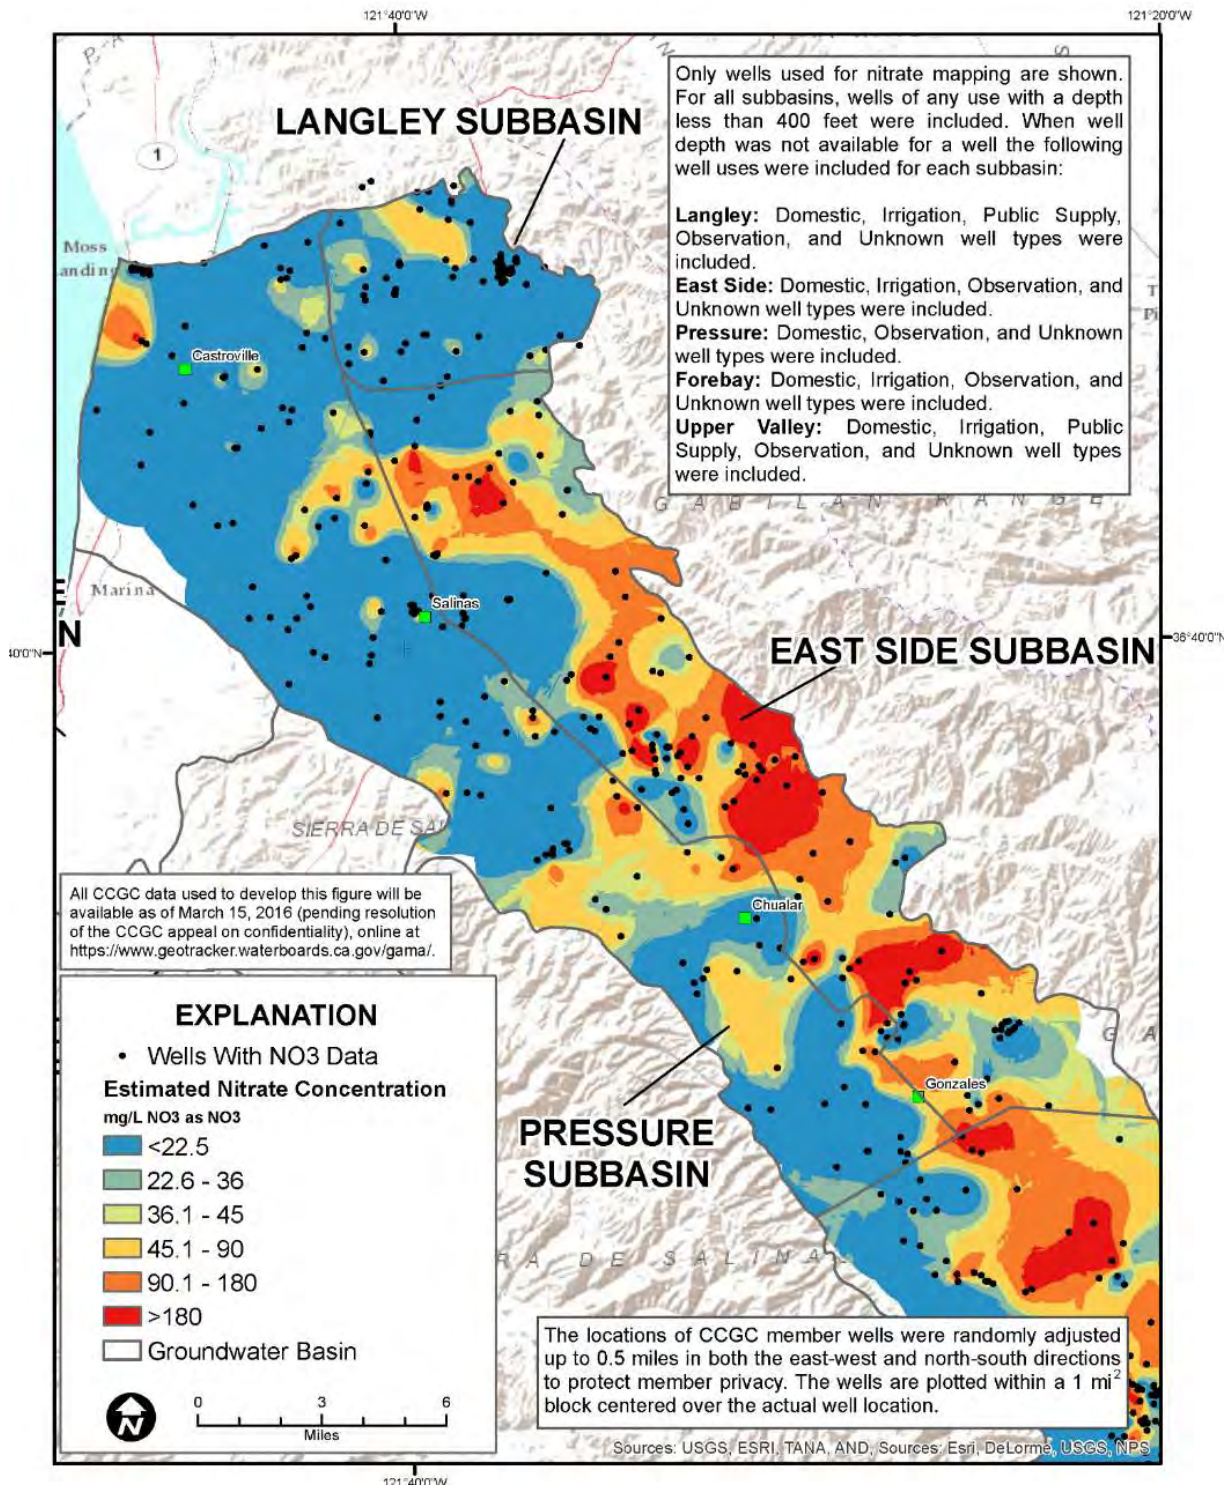 121°40'0"W
121°20'0"W
P
A
Only wells used for nitrate mapping are shown.
For all subbasins, wells of any use with a depth
less than 400 feet were included. When well
depth was not available for a well the following
well uses were included for each subbasin:
Langley: Domestic, Irrigation, Public Supply,
Observation, and Unknown well types were
included.
East Side: Domestic, Irrigation, Observation, and
Unknown well types were included.
Pressure: Domestic, Observation, and Unknown
well types were included.
Forebay: Domestic, Irrigation, Observation, and
Unknown well types were included.
Upper Valley: Domestic, Irrigation, Public
Supply, Observation, and Unknown well types
were included.
LANGLEY SUBBASIN
1
Moss
anding
Castroville
GABILAN RANGE
Marina
Salinas
N
40'0"N
36°40'0"N
EAST SIDE SUBBASIN
SIERRA DE SAL
All CCGC data used to develop this figure will be
available as of March 15, 2016 (pending resolution
of the CCGC appeal on confidentiality), online at
https://www.geotracker.waterboards.ca.gov/gama/.
Chualar
G A
Gonzales
PRESSURE
SUBBASIN
RA DE SALINA
EXPLANATION
Wells With NO3 Data
Estimated Nitrate Concentration
mg/L NO3 as NO3
<22.5
22.6 - 36
36.1 - 45
45.1 - 90
90.1 - 180
>180
Groundwater Basin
N
0 3 6
Miles
The locations of CCGC member wells were randomly adjusted
up to 0.5 miles in both the east-west and north-south directions
to protect member privacy. The wells are plotted within a 1 mi²
block centered over the actual well location.
Sources: USGS, ESRI, TANA, AND, Sources: Esri, DeLorme, USGS, NPS
121°40'0"W